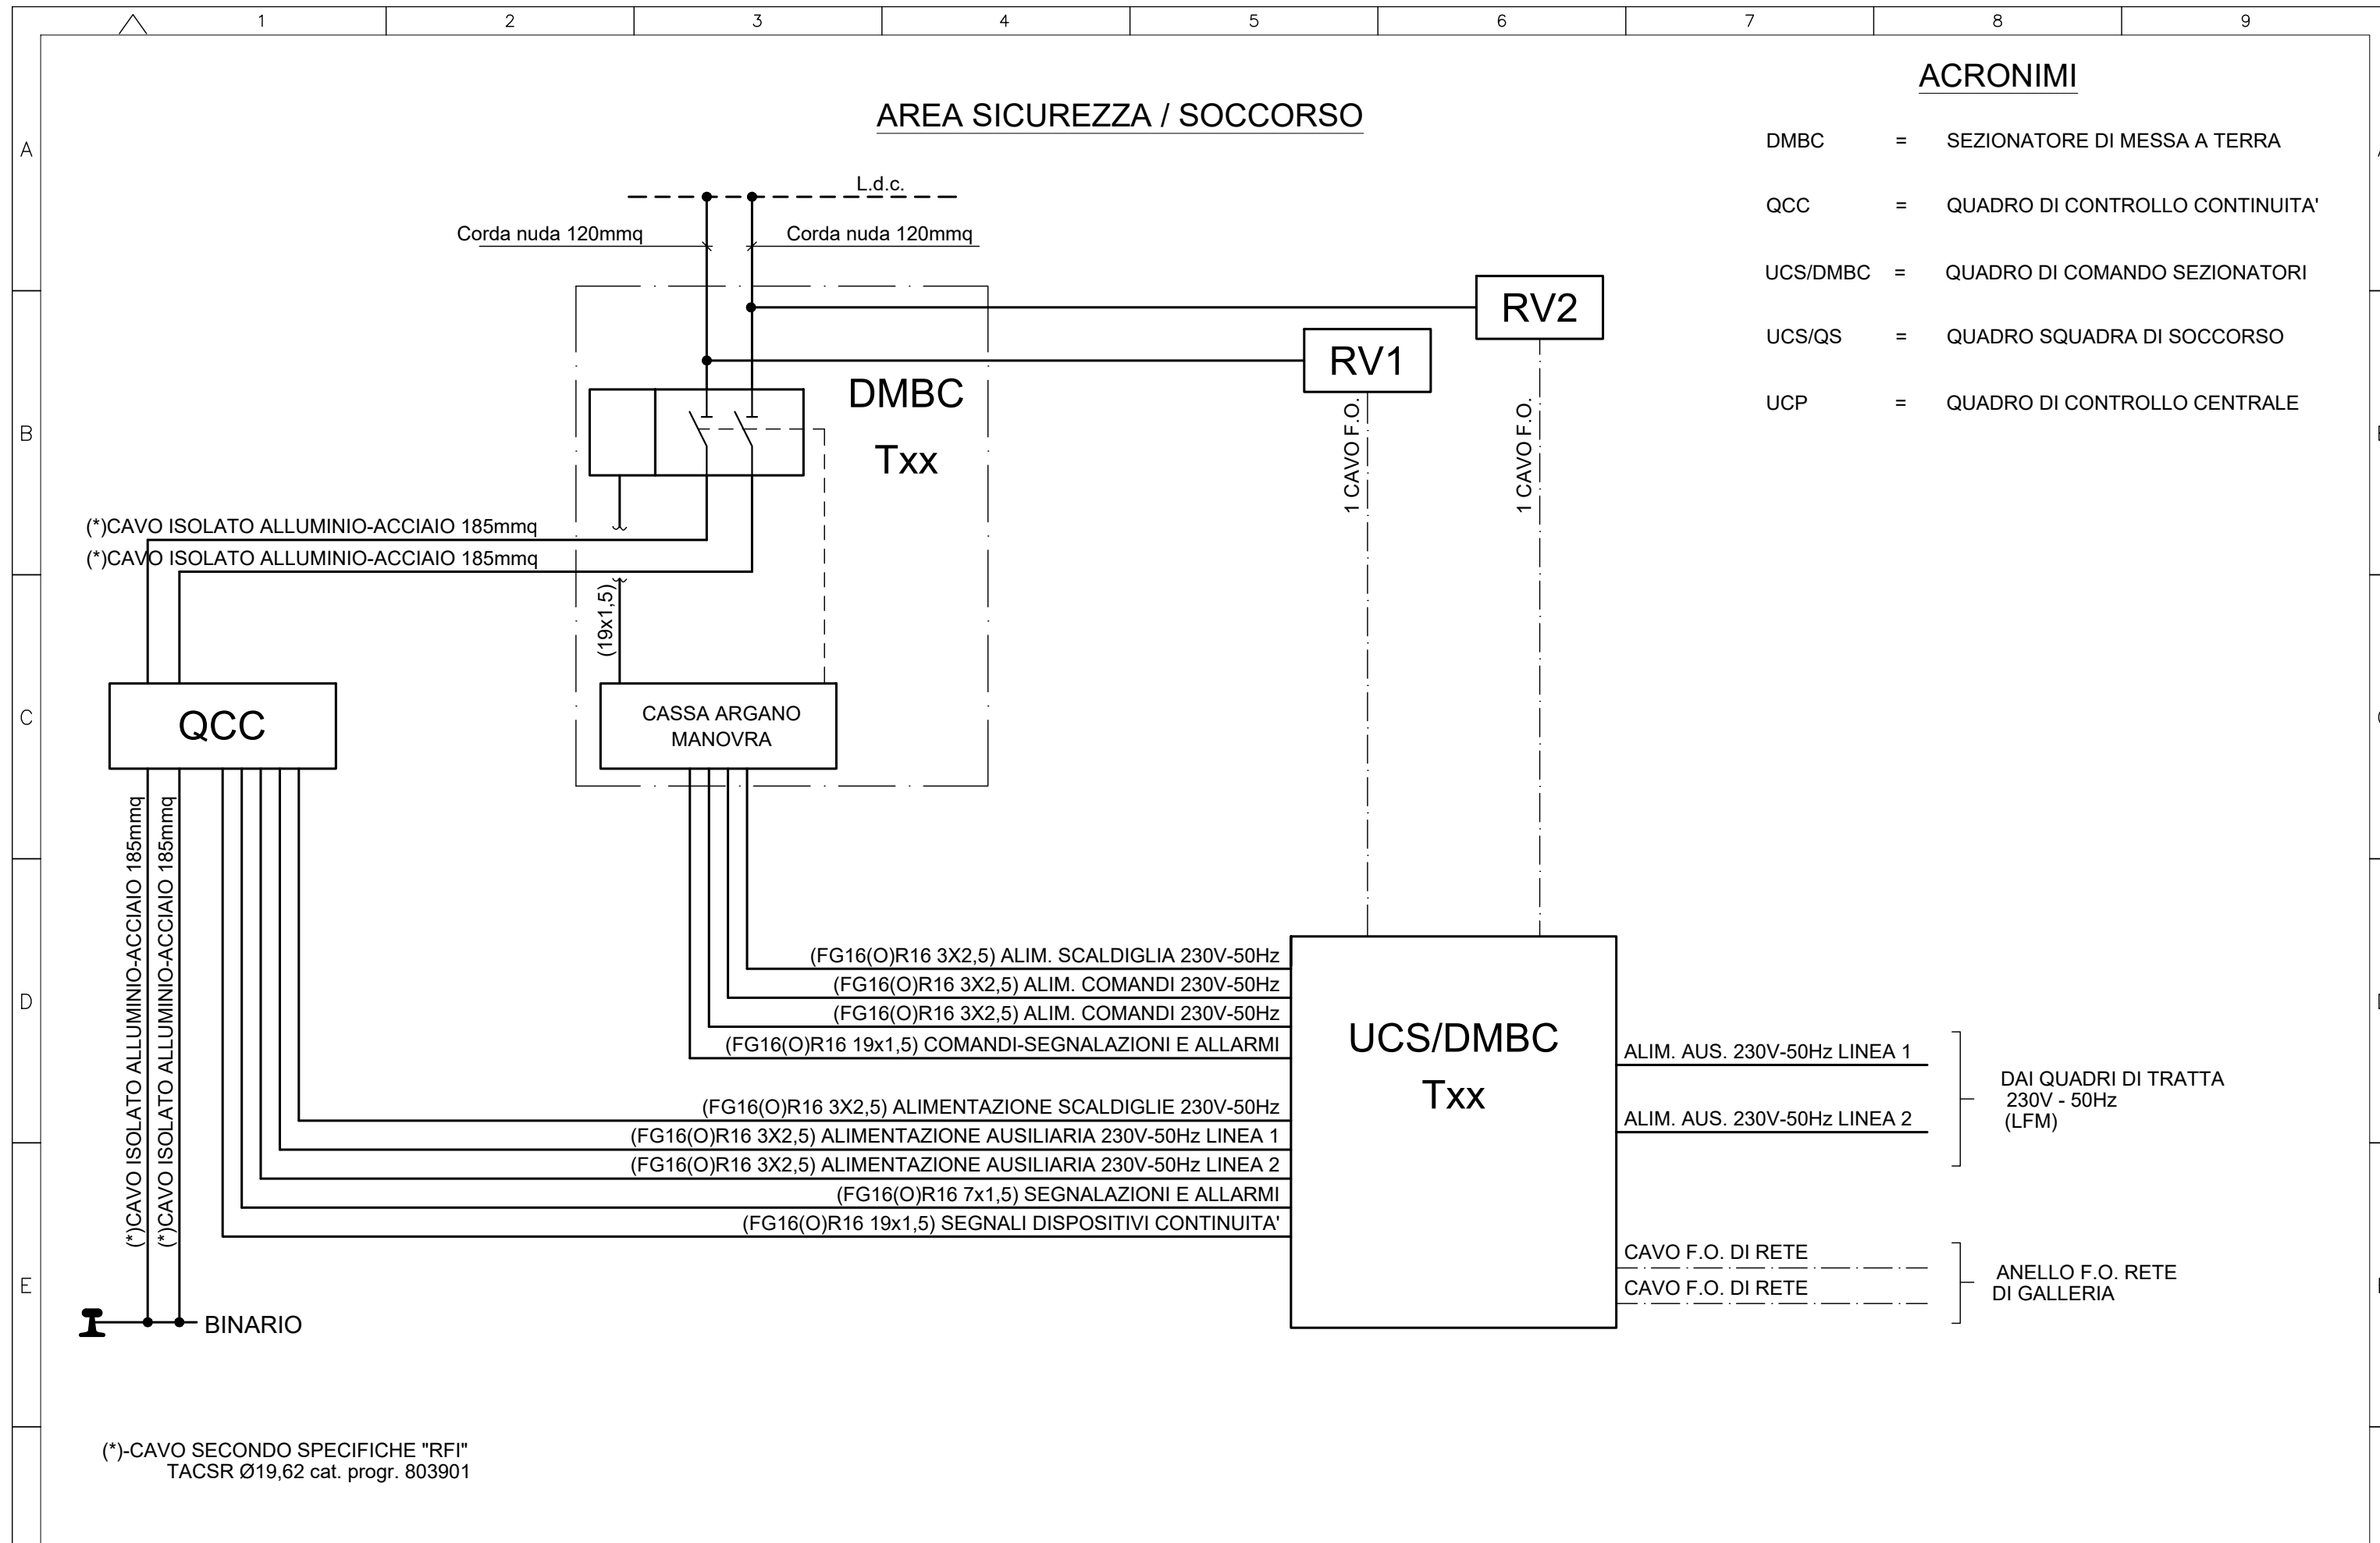 1 2 3 4 5 6 7 8 9
A
B
C
D
E
AREA SICUREZZA / SOCCORSO
ACRONIMI
DMBC = SEZIONATORE DI MESSA A TERRA
QCC = QUADRO DI CONTROLLO CONTINUITA'
UCS/DMBC = QUADRO DI COMANDO SEZIONATORI
UCS/QS = QUADRO SQUADRA DI SOCCORSO
UCP = QUADRO DI CONTROLLO CENTRALE
L.d.c.
Corda nuda 120mmq
Corda nuda 120mmq
RV2
RV1
DMBC
Txx
1 CAVO F.O.
1 CAVO F.O.
(*)CAVO ISOLATO ALLUMINIO-ACCIAIO 185mmq
(*)CAVO ISOLATO ALLUMINIO-ACCIAIO 185mmq
(19x1,5)
QCC
CASSA ARGANO
MANOVRA
(*)CAVO ISOLATO ALLUMINIO-ACCIAIO 185mmq
(*)CAVO ISOLATO ALLUMINIO-ACCIAIO 185mmq
(FG16(O)R16 3X2,5) ALIM. SCALDIGLIA 230V-50Hz
(FG16(O)R16 3X2,5) ALIM. COMANDI 230V-50Hz
(FG16(O)R16 3X2,5) ALIM. COMANDI 230V-50Hz
(FG16(O)R16 19x1,5) COMANDI-SEGNALAZIONI E ALLARMI
(FG16(O)R16 3X2,5) ALIMENTAZIONE SCALDIGLIE 230V-50Hz
(FG16(O)R16 3X2,5) ALIMENTAZIONE AUSILIARIA 230V-50Hz LINEA 1
(FG16(O)R16 3X2,5) ALIMENTAZIONE AUSILIARIA 230V-50Hz LINEA 2
(FG16(O)R16 7x1,5) SEGNALAZIONI E ALLARMI
(FG16(O)R16 19x1,5) SEGNALI DISPOSITIVI CONTINUITA'
UCS/DMBC
Txx
ALIM. AUS. 230V-50Hz LINEA 1
ALIM. AUS. 230V-50Hz LINEA 2
DAI QUADRI DI TRATTA
230V - 50Hz
(LFM)
CAVO F.O. DI RETE
CAVO F.O. DI RETE
ANELLO F.O. RETE
DI GALLERIA
BINARIO
(*)-CAVO SECONDO SPECIFICHE "RFI"
TACSR Ø19,62 cat. progr. 803901